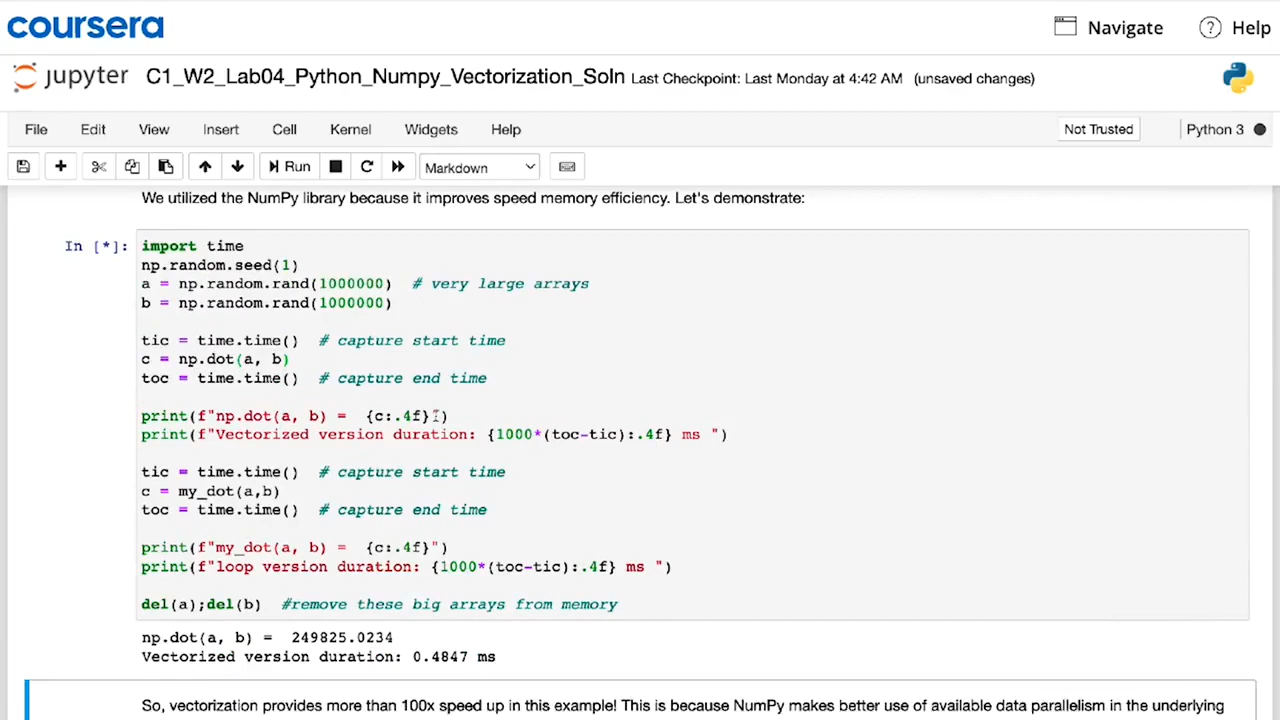 coursera
Navigate
Help
jupyter C1_W2_Lab04_Python_Numpy_Vectorization_Soln Last Checkpoint: Last Monday at 4:42 AM (unsaved changes)
File Edit View Insert Cell Kernel Widgets Help Not Trusted Python 3
Run Markdown
We utilized the NumPy library because it improves speed memory efficiency. Let's demonstrate:
In [*]: import time
np.random.seed(1)
a = np.random.rand(1000000)  # very large arrays
b = np.random.rand(1000000)
tic = time.time()  # capture start time
c = np.dot(a, b)
toc = time.time()  # capture end time
print(f"np.dot(a, b) =  {c:.4f}")
print(f"Vectorized version duration: {1000*(toc-tic):.4f} ms ")
tic = time.time()  # capture start time
c = my_dot(a,b)
toc = time.time()  # capture end time
print(f"my_dot(a, b) =  {c:.4f}")
print(f"loop version duration: {1000*(toc-tic):.4f} ms ")
del(a);del(b)  #remove these big arrays from memory
np.dot(a, b) =  249825.0234
Vectorized version duration: 0.4847 ms
So, vectorization provides more than 100x speed up in this example! This is because NumPy makes better use of available data parallelism in the underlying